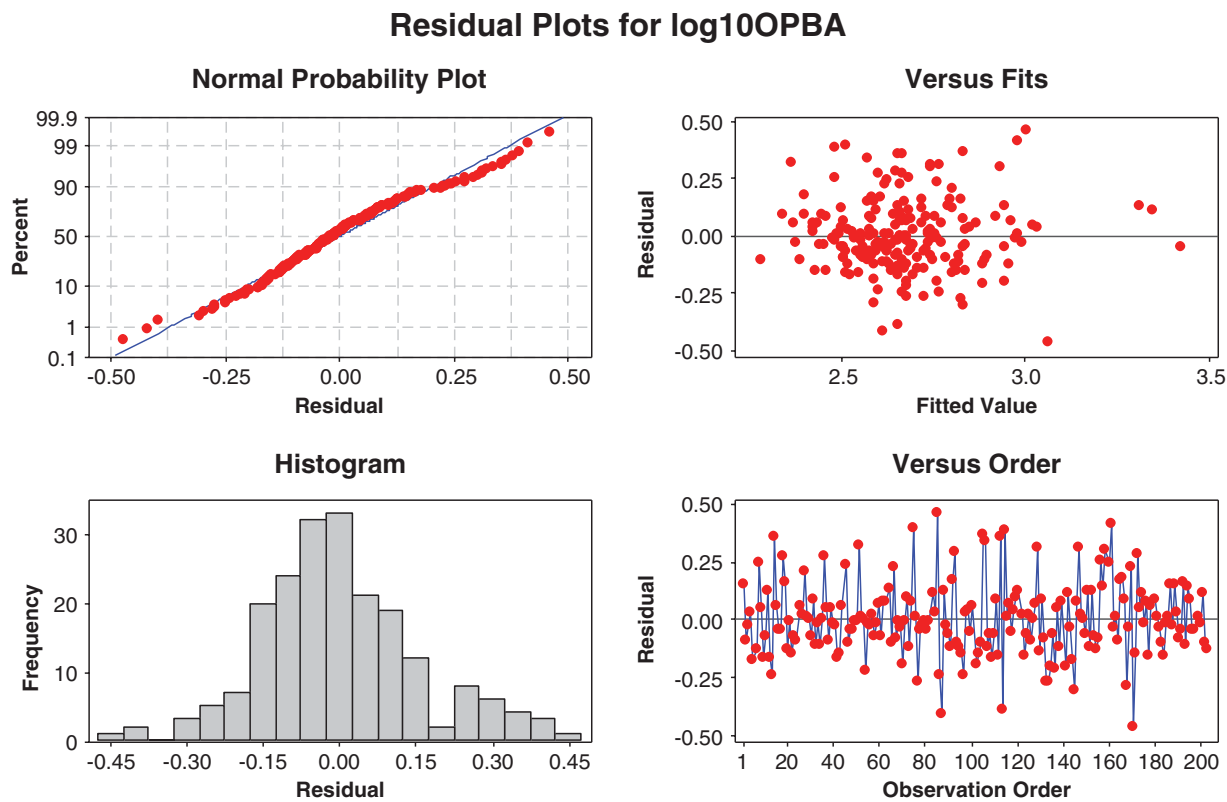 Residual Plots for log10OPBA
Normal Probability Plot
99.9
99
90
50
10
1
0.1
Percent
-0.50 -0.25 0.00 0.25 0.50
Residual
Versus Fits
0.50
0.25
0.00
-0.25
-0.50
Residual
2.5 3.0 3.5
Fitted Value
Histogram
30
20
10
0
Frequency
-0.45 -0.30 -0.15 0.00 0.15 0.30 0.45
Residual
Versus Order
0.50
0.25
0.00
-0.25
-0.50
Residual
1 20 40 60 80 100 120 140 160 180 200
Observation Order